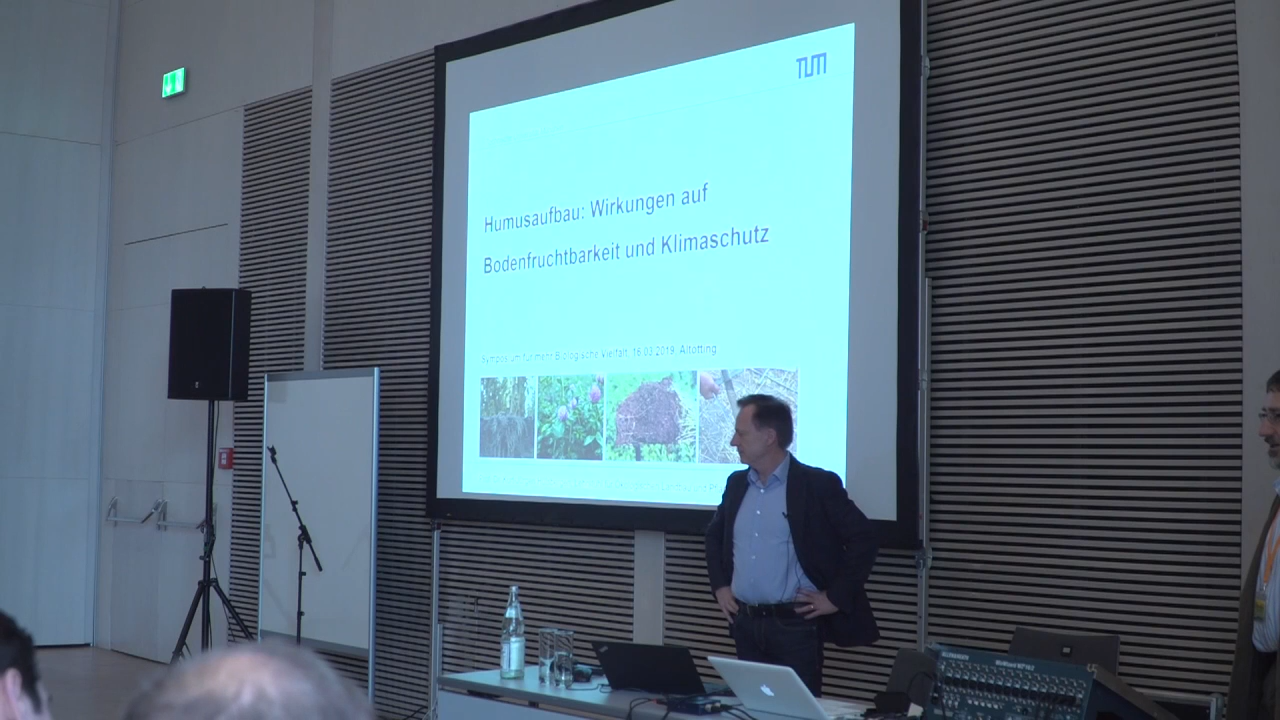 TUM
Humusaufbau: Wirkungen auf
Bodenfruchtbarkeit und Klimaschutz
Symposium für mehr Biologische Vielfalt, 16.03.2019, Altötting